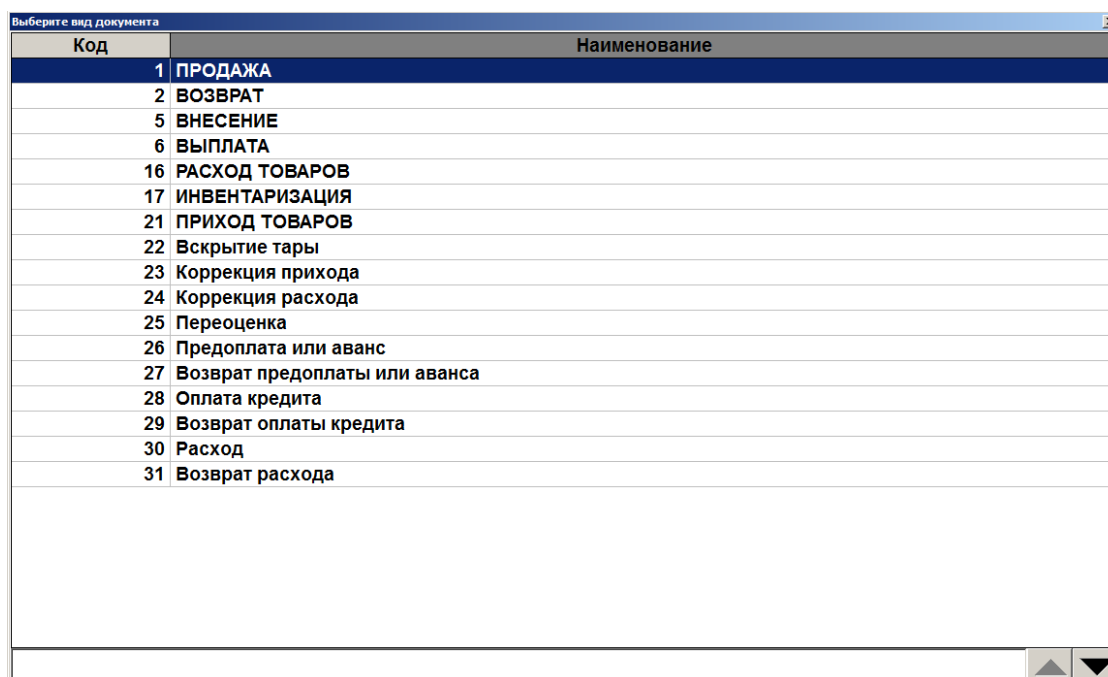 Выберите вид документа
Код Наименование
1 ПРОДАЖА
2 ВОЗВРАТ
5 ВНЕСЕНИЕ
6 ВЫПЛАТА
16 РАСХОД ТОВАРОВ
17 ИНВЕНТАРИЗАЦИЯ
21 ПРИХОД ТОВАРОВ
22 Вскрытие тары
23 Коррекция прихода
24 Коррекция расхода
25 Переоценка
26 Предоплата или аванс
27 Возврат предоплаты или аванса
28 Оплата кредита
29 Возврат оплаты кредита
30 Расход
31 Возврат расхода